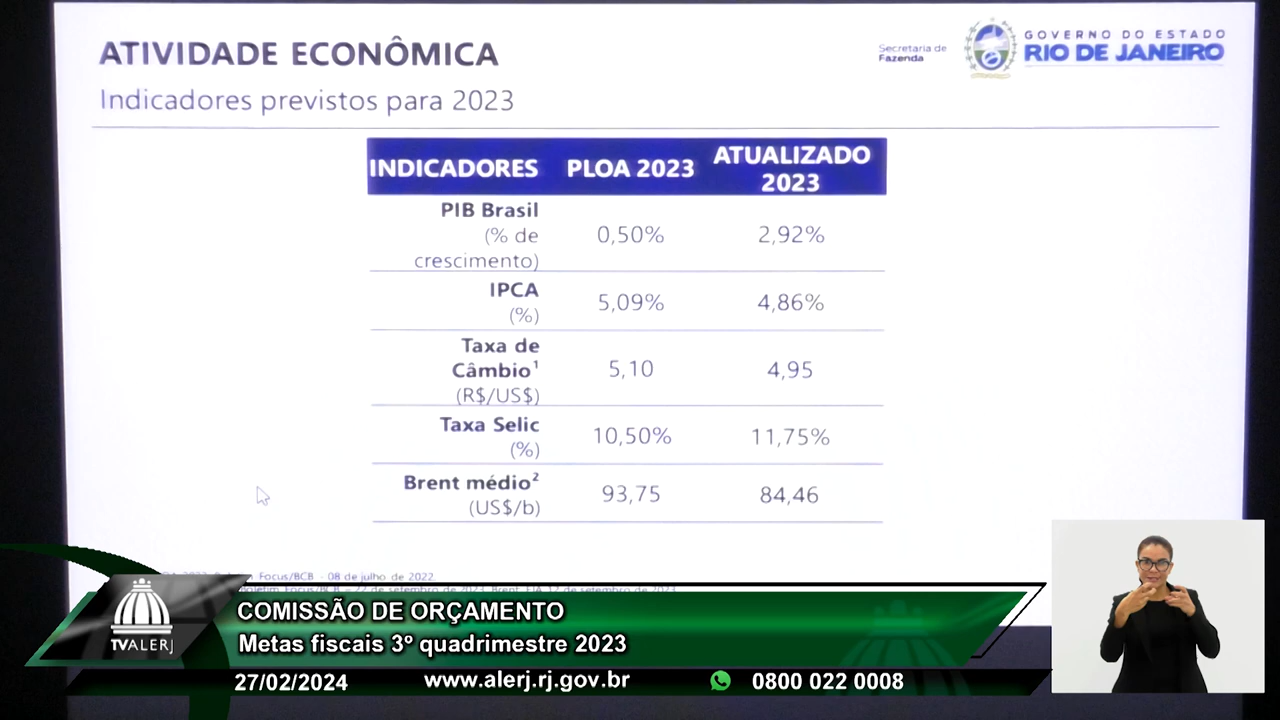 ATIVIDADE ECONÔMICA
Indicadores previstos para 2023
Secretaria de
Fazenda
GOVERNO DO ESTADO
RIO DE JANEIRO
INDICADORES PLOA 2023 ATUALIZADO 2023
PIB Brasil
(% de
crescimento)
0,50% 2,92%
IPCA
(%)
5,09% 4,86%
Taxa de
Câmbio¹
(R$/US$)
5,10 4,95
Taxa Selic
(%)
10,50% 11,75%
Brent médio²
(US$/b)
93,75 84,46
Focus/BCB - 08 de julho de 2022.
COMISSÃO DE ORÇAMENTO
Metas fiscais 3º quadrimestre 2023
TVALERJ
27/02/2024 www.alerj.rj.gov.br 0800 022 0008